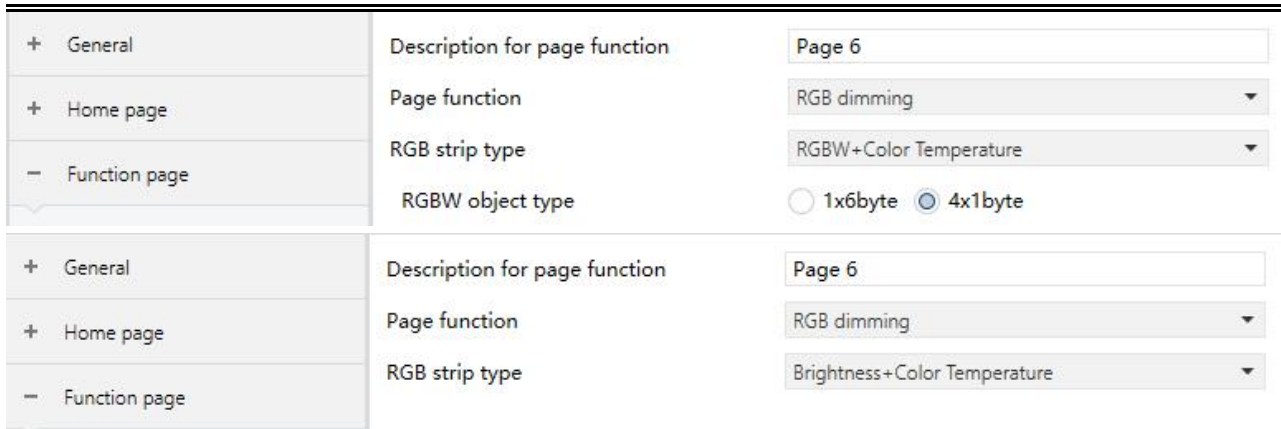 + General
Description for page function Page 6
+ Home page
Page function RGB dimming
RGB strip type RGBW+Color Temperature
− Function page
RGBW object type 1x6byte 4x1byte
+ General
Description for page function Page 6
+ Home page
Page function RGB dimming
RGB strip type Brightness+Color Temperature
− Function page